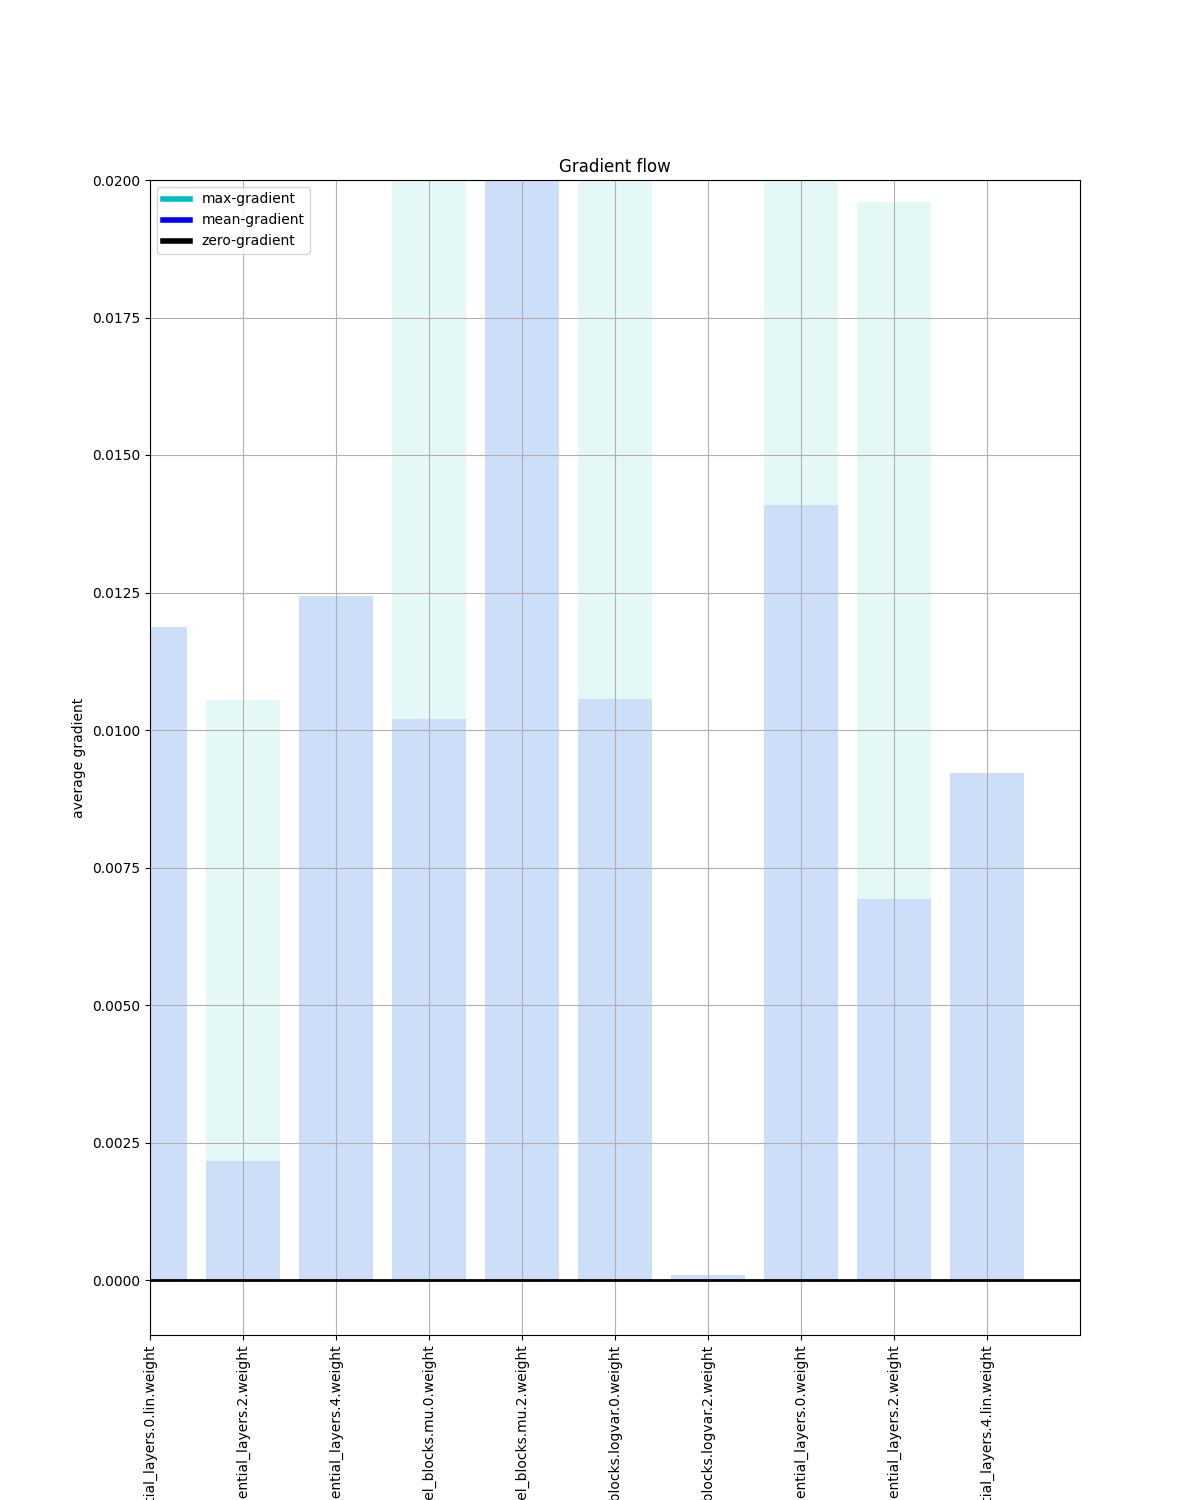 Gradient flow
max-gradient
mean-gradient
zero-gradient
0.0200
0.0175
0.0150
0.0125
0.0100
0.0075
0.0050
0.0025
0.0000
average gradient
tial_layers.0.lin.weight
ential_layers.2.weight
ential_layers.4.weight
el_blocks.mu.0.weight
el_blocks.mu.2.weight
blocks.logvar.0.weight
blocks.logvar.2.weight
ential_layers.0.weight
ential_layers.2.weight
tial_layers.4.lin.weight